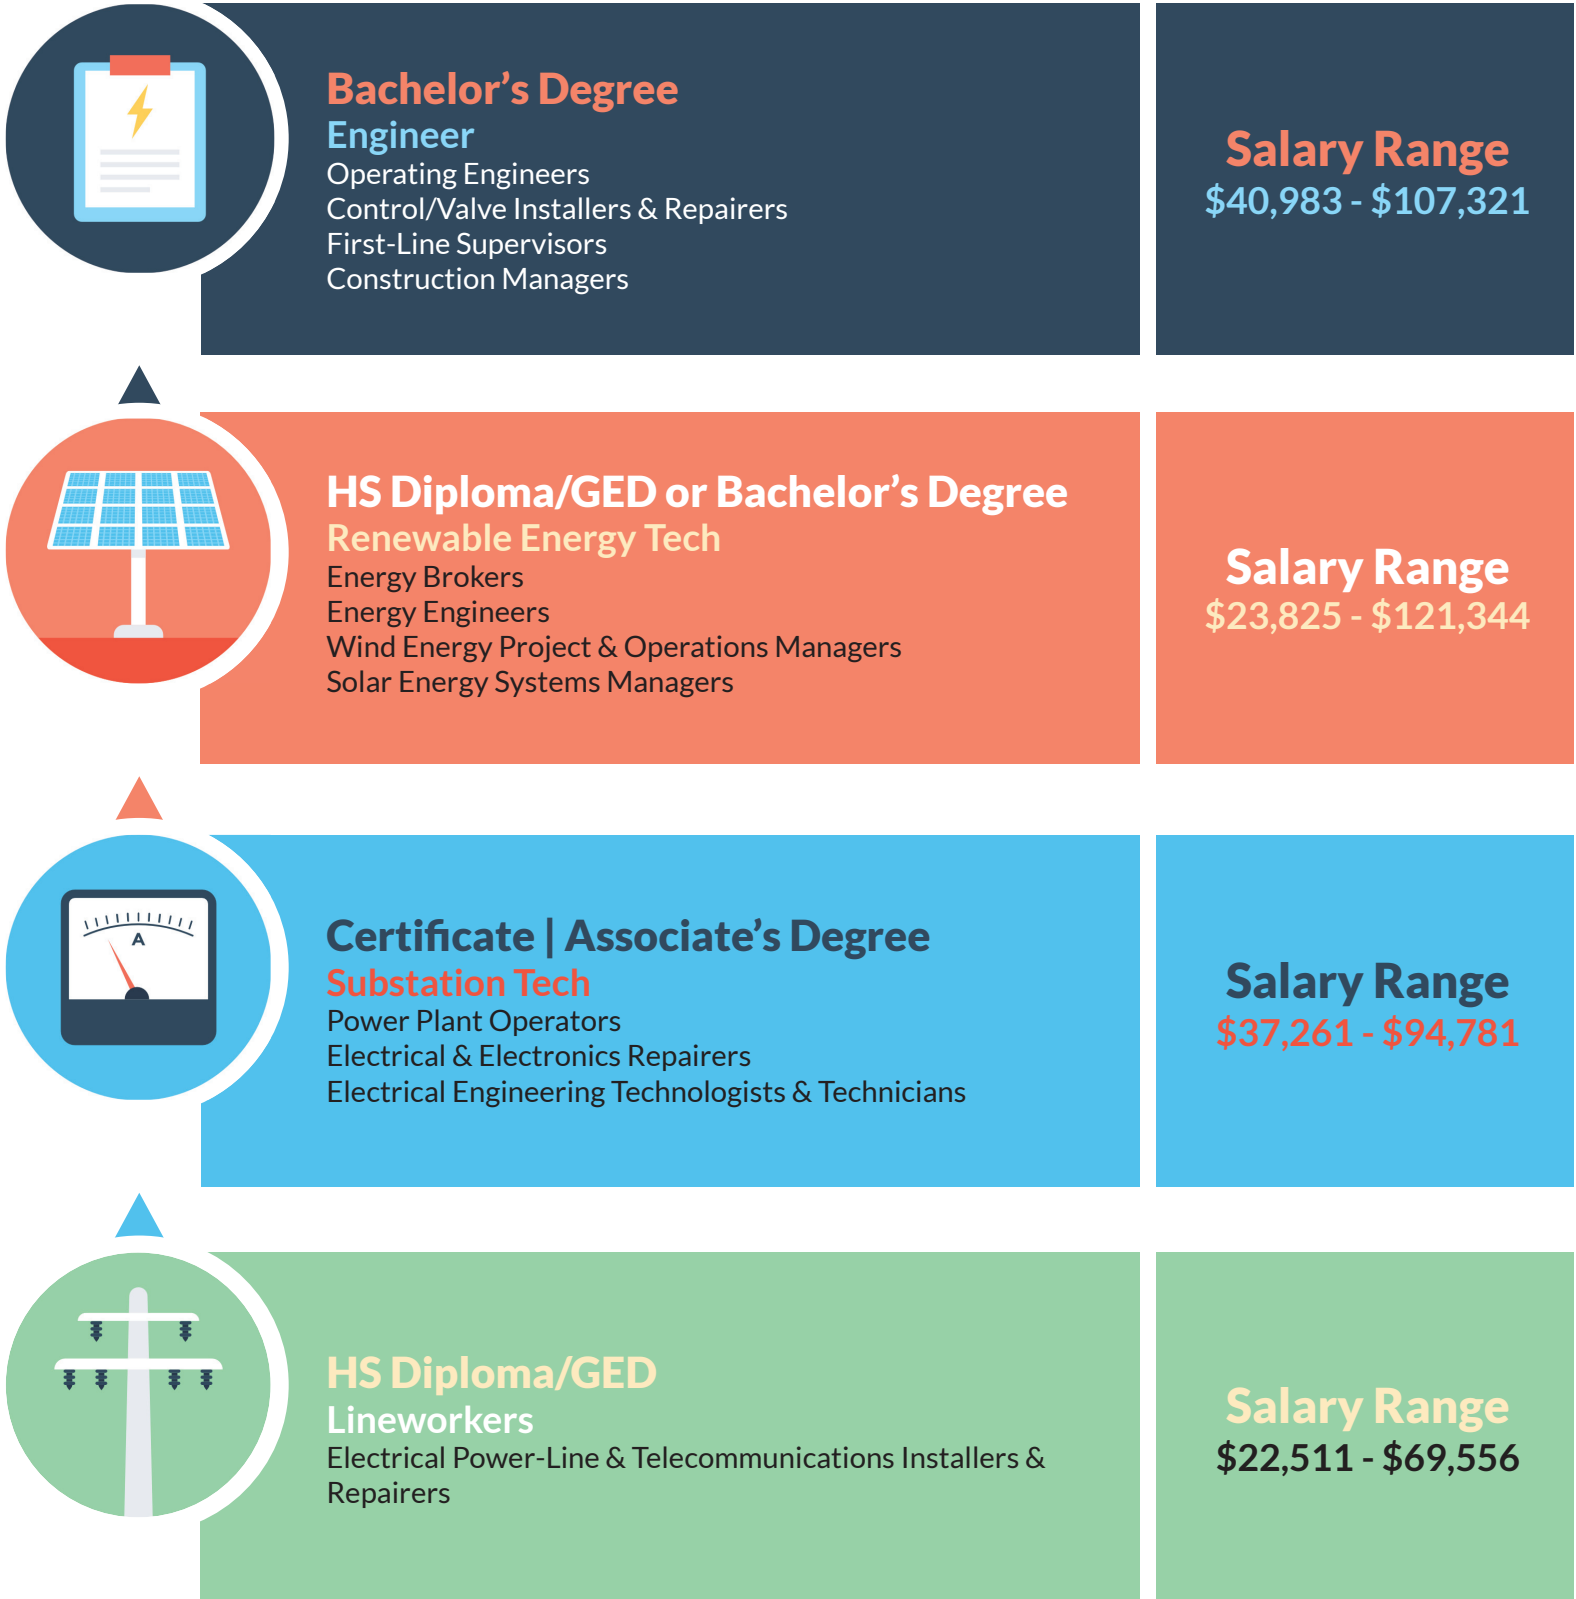 Bachelor’s Degree
Engineer
Operating Engineers
Control/Valve Installers & Repairers
First-Line Supervisors
Construction Managers
Salary Range
$40,983 - $107,321
HS Diploma/GED or Bachelor’s Degree
Renewable Energy Tech
Energy Brokers
Energy Engineers
Wind Energy Project & Operations Managers
Solar Energy Systems Managers
Salary Range
$23,825 - $121,344
A
Certificate | Associate’s Degree
Substation Tech
Power Plant Operators
Electrical & Electronics Repairers
Electrical Engineering Technologists & Technicians
Salary Range
$37,261 - $94,781
HS Diploma/GED
Lineworkers
Electrical Power-Line & Telecommunications Installers &
Repairers
Salary Range
$22,511 - $69,556